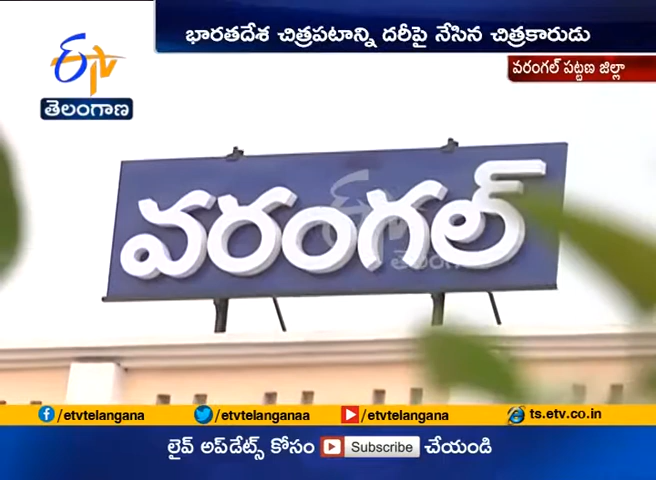 భారతదేశ చిత్రపటాన్ని దరీపై నేసిన చిత్రకారుడు
వరంగల్ పట్టణ జిల్లా
etv
తెలంగాణ
వరంగల్
తెలంగాణ
/etvtelangana /etvtelanganaa /etvtelangana ts.etv.co.in
లైవ్ అప్‌డేట్స్ కోసం Subscribe చేయండి